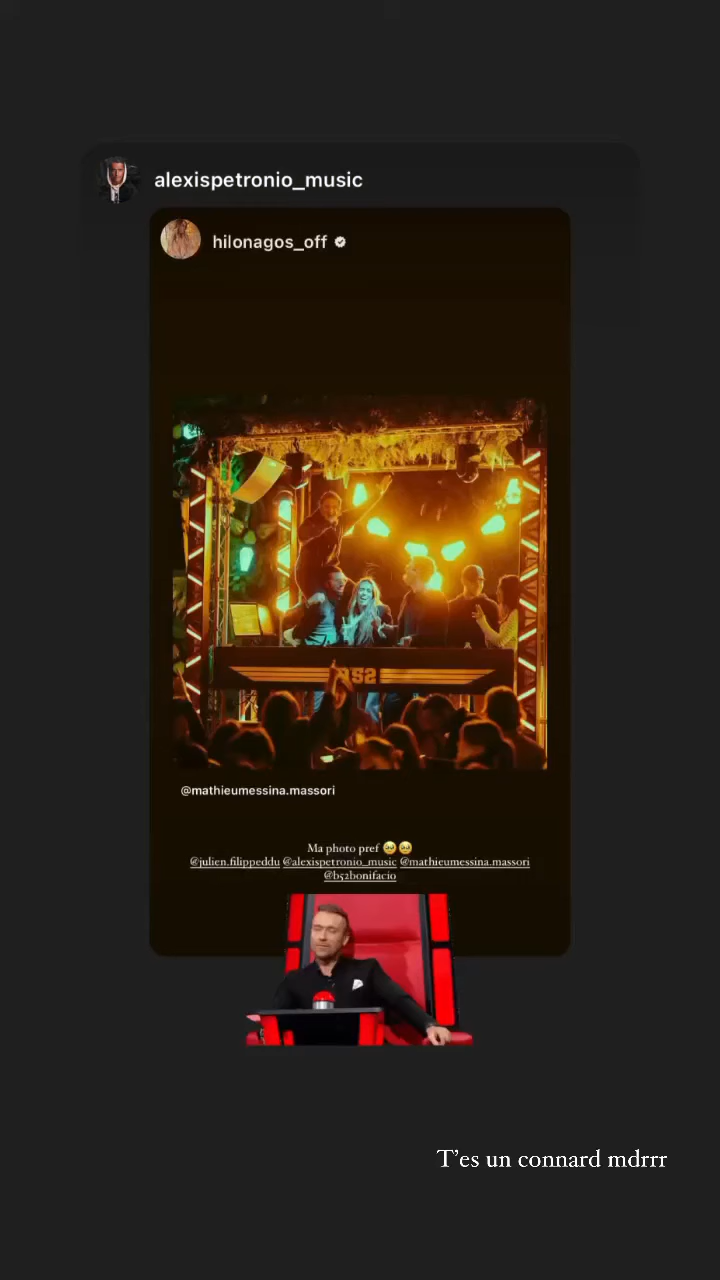 alexispetronio_music
hilonagos_off
B52
@mathieumessina.massori
Ma photo pref 🥺🥺
@julien.filippeddu @alexispetronio_music @mathieumessina.massori
@b52bonifacio
T'es un connard mdrrr